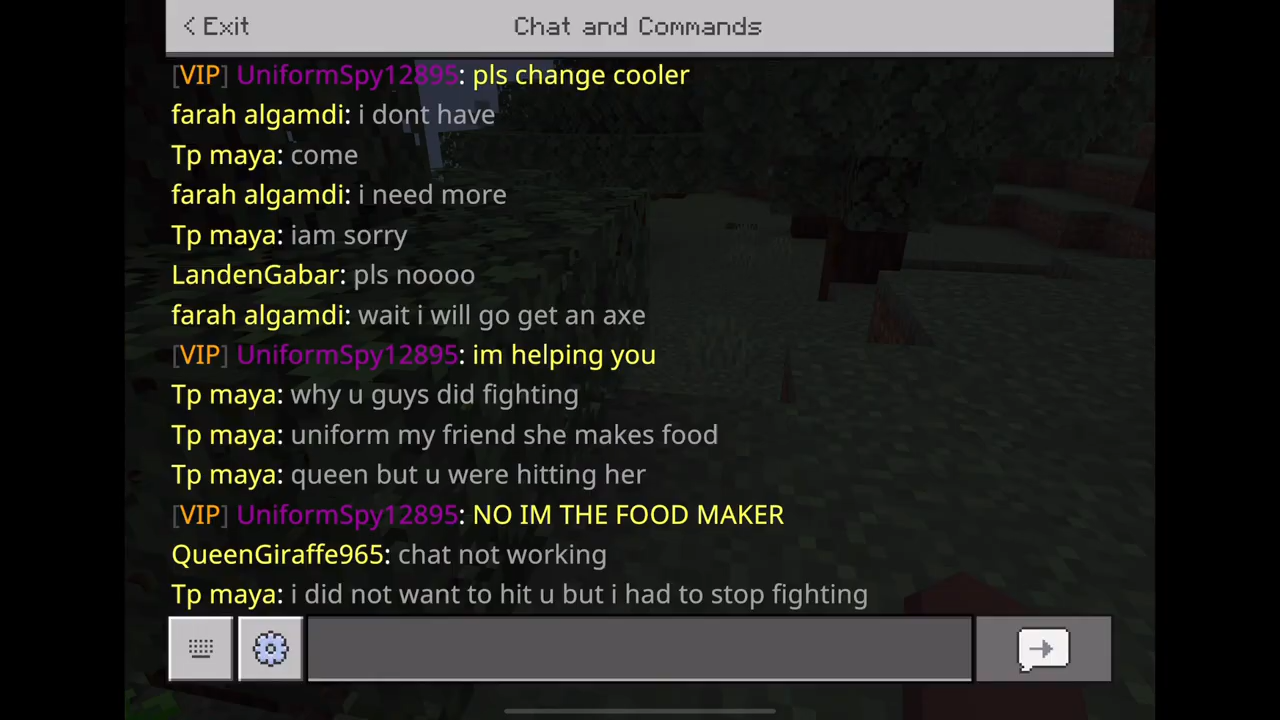 < Exit
Chat and Commands
[VIP] UniformSpy12895: pls change cooler
farah algamdi: i dont have
Tp maya: come
farah algamdi: i need more
Tp maya: iam sorry
LandenGabar: pls noooo
farah algamdi: wait i will go get an axe
[VIP] UniformSpy12895: im helping you
Tp maya: why u guys did fighting
Tp maya: uniform my friend she makes food
Tp maya: queen but u were hitting her
[VIP] UniformSpy12895: NO IM THE FOOD MAKER
QueenGiraffe965: chat not working
Tp maya: i did not want to hit u but i had to stop fighting